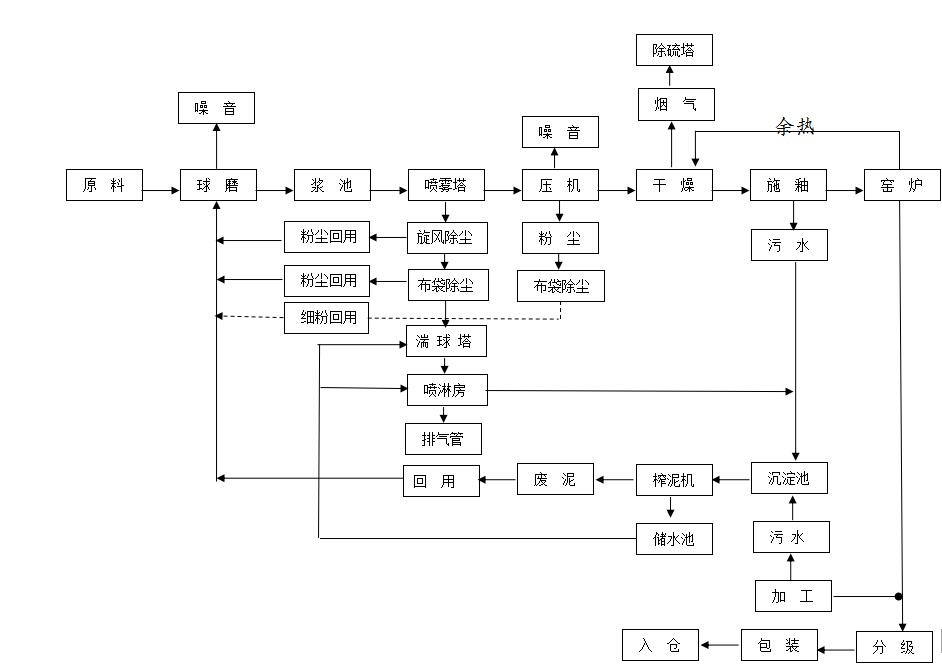 除硫塔
噪 音
烟 气
噪 音
余热
原 料
球 磨
浆 池
喷雾塔
压 机
干 燥
施 釉
窑 炉
粉尘回用
旋风除尘
粉 尘
污 水
粉尘回用
布袋除尘
布袋除尘
细粉回用
湍 球 塔
喷淋房
排气管
回 用
废 泥
榨泥机
沉淀池
储水池
污 水
加 工
入 仓
包 装
分 级